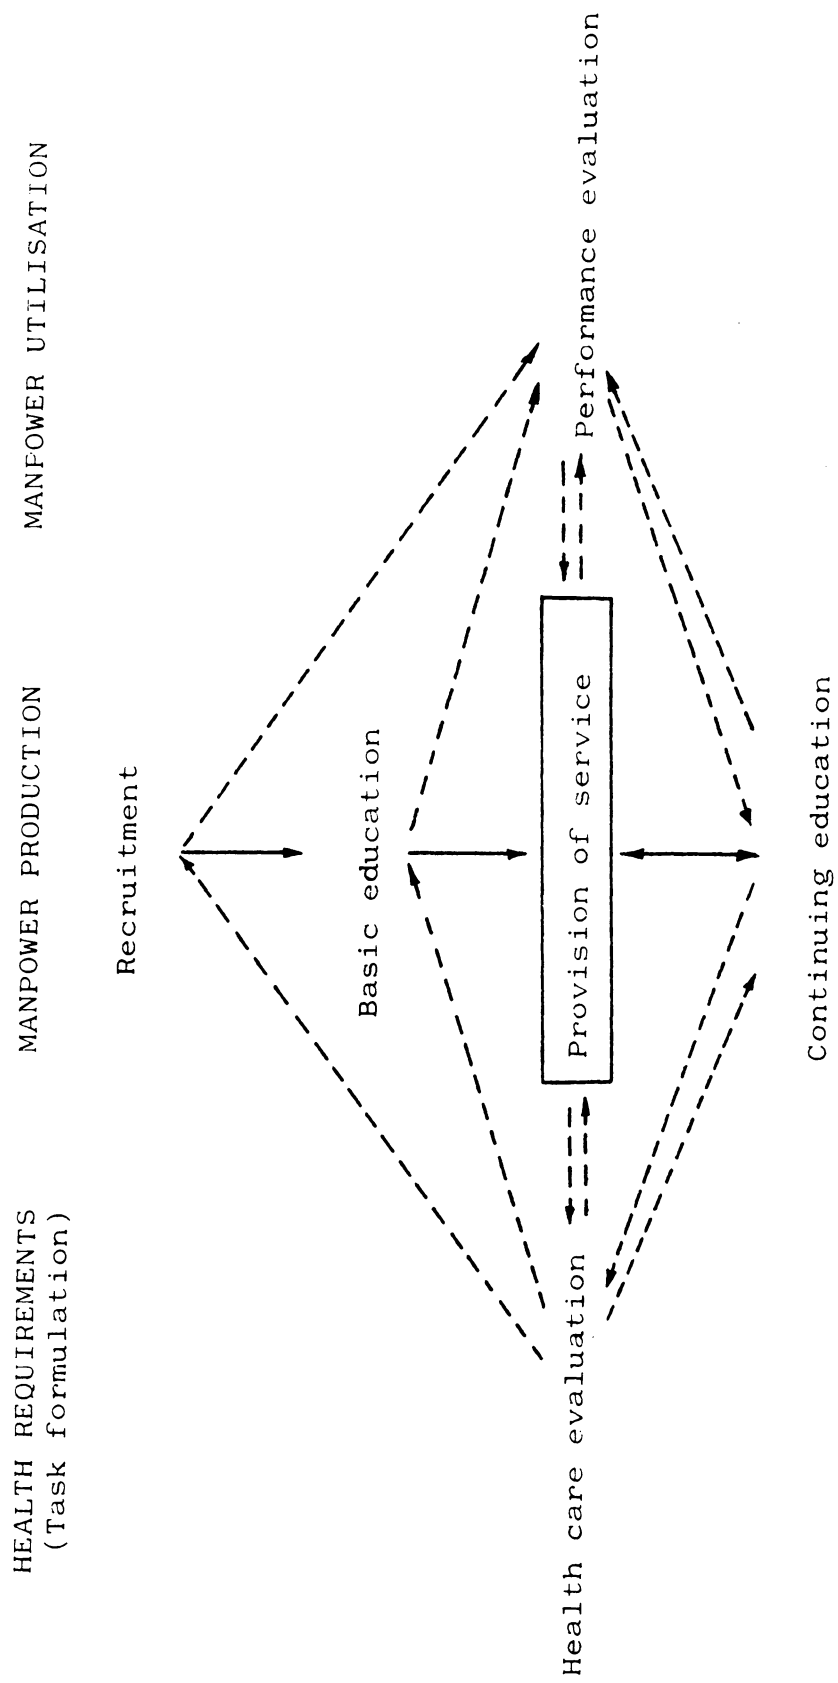 HEALTH REQUIREMENTS
(Task formulation)
MANPOWER PRODUCTION
MANPOWER UTILISATION
Recruitment
Basic education
Health care evaluation
Provision of service
Performance evaluation
Continuing education